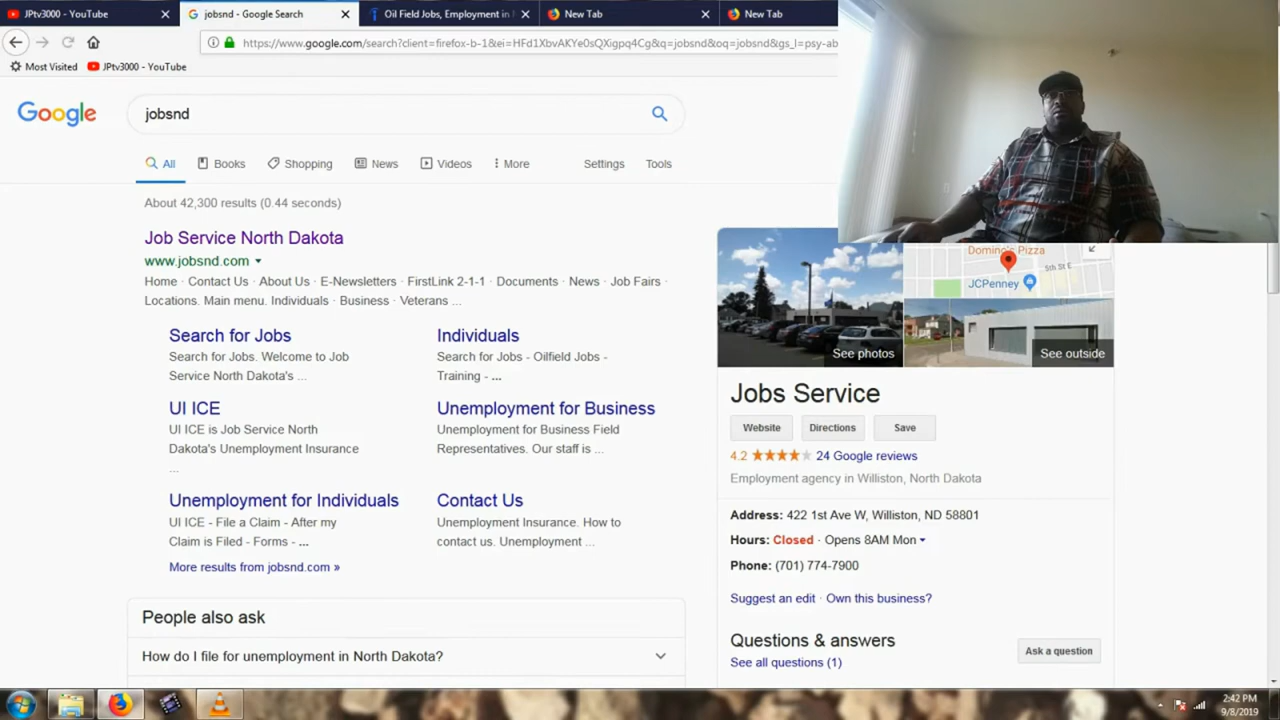 JPtv3000 - YouTube
jobsnd - Google Search
Oil Field Jobs, Employment in
New Tab
New Tab
https://www.google.com/search?client=firefox-b-1&ei=HFd1XbvAKYe0sQXigpq4Cg&q=jobsnd&oq=jobsnd&gs_l=psy-ab
Most Visited
JPtv3000 - YouTube
Google
jobsnd
All
Books
Shopping
News
Videos
More
Settings
Tools
About 42,300 results (0.44 seconds)
Job Service North Dakota
www.jobsnd.com
Home · Contact Us · About Us · E-Newsletters · FirstLink 2-1-1 · Documents · News · Job Fairs ·
Locations. Main menu. Individuals · Business · Veterans ...
Search for Jobs
Search for Jobs. Welcome to Job
Service North Dakota's ...
Individuals
Search for Jobs - Oilfield Jobs -
Training - ...
UI ICE
UI ICE is Job Service North
Dakota's Unemployment Insurance
...
Unemployment for Business
Unemployment for Business Field
Representatives. Our staff is ...
Unemployment for Individuals
UI ICE - File a Claim - After my
Claim is Filed - Forms - ...
Contact Us
Unemployment Insurance. How to
contact us. Unemployment ...
More results from jobsnd.com »
People also ask
How do I file for unemployment in North Dakota?
Domino's Pizza
5th St E
JCPenney
See photos
See outside
Jobs Service
Website
Directions
Save
4.2
24 Google reviews
Employment agency in Williston, North Dakota
Address: 422 1st Ave W, Williston, ND 58801
Hours: Closed · Opens 8AM Mon
Phone: (701) 774-7900
Suggest an edit · Own this business?
Questions & answers
See all questions (1)
Ask a question
2:42 PM
9/8/2019